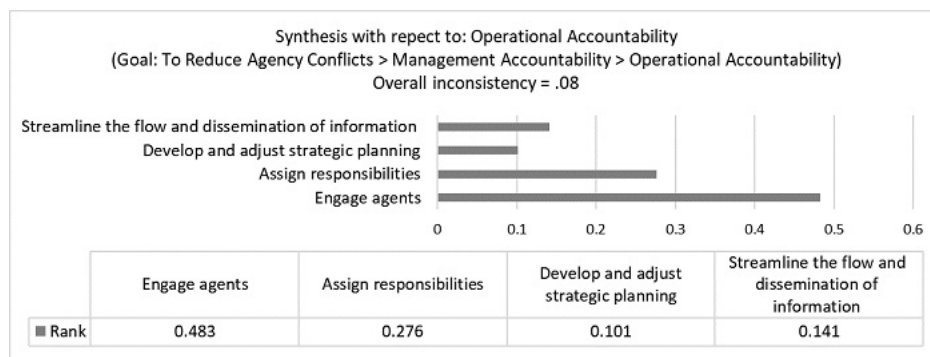 Synthesis with repect to: Operational Accountability
(Goal: To Reduce Agency Conflicts > Management Accountability > Operational Accountability)
Overall inconsistency = .08
Streamline the flow and dissemination of information
Develop and adjust strategic planning
Assign responsibilities
Engage agents
0 0.1 0.2 0.3 0.4 0.5 0.6
Engage agents
Assign responsibilities
Develop and adjust
strategic planning
Streamline the flow and
dissemination of
information
Rank 0.483 0.276 0.101 0.141